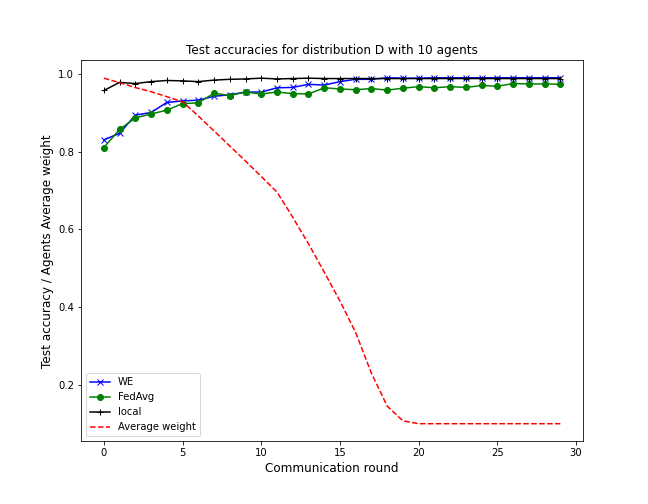 Test accuracies for distribution D with 10 agents
Test accuracy / Agents Average weight
1.0
0.8
0.6
0.4
0.2
WE
FedAvg
local
Average weight
0 5 10 15 20 25 30
Communication round